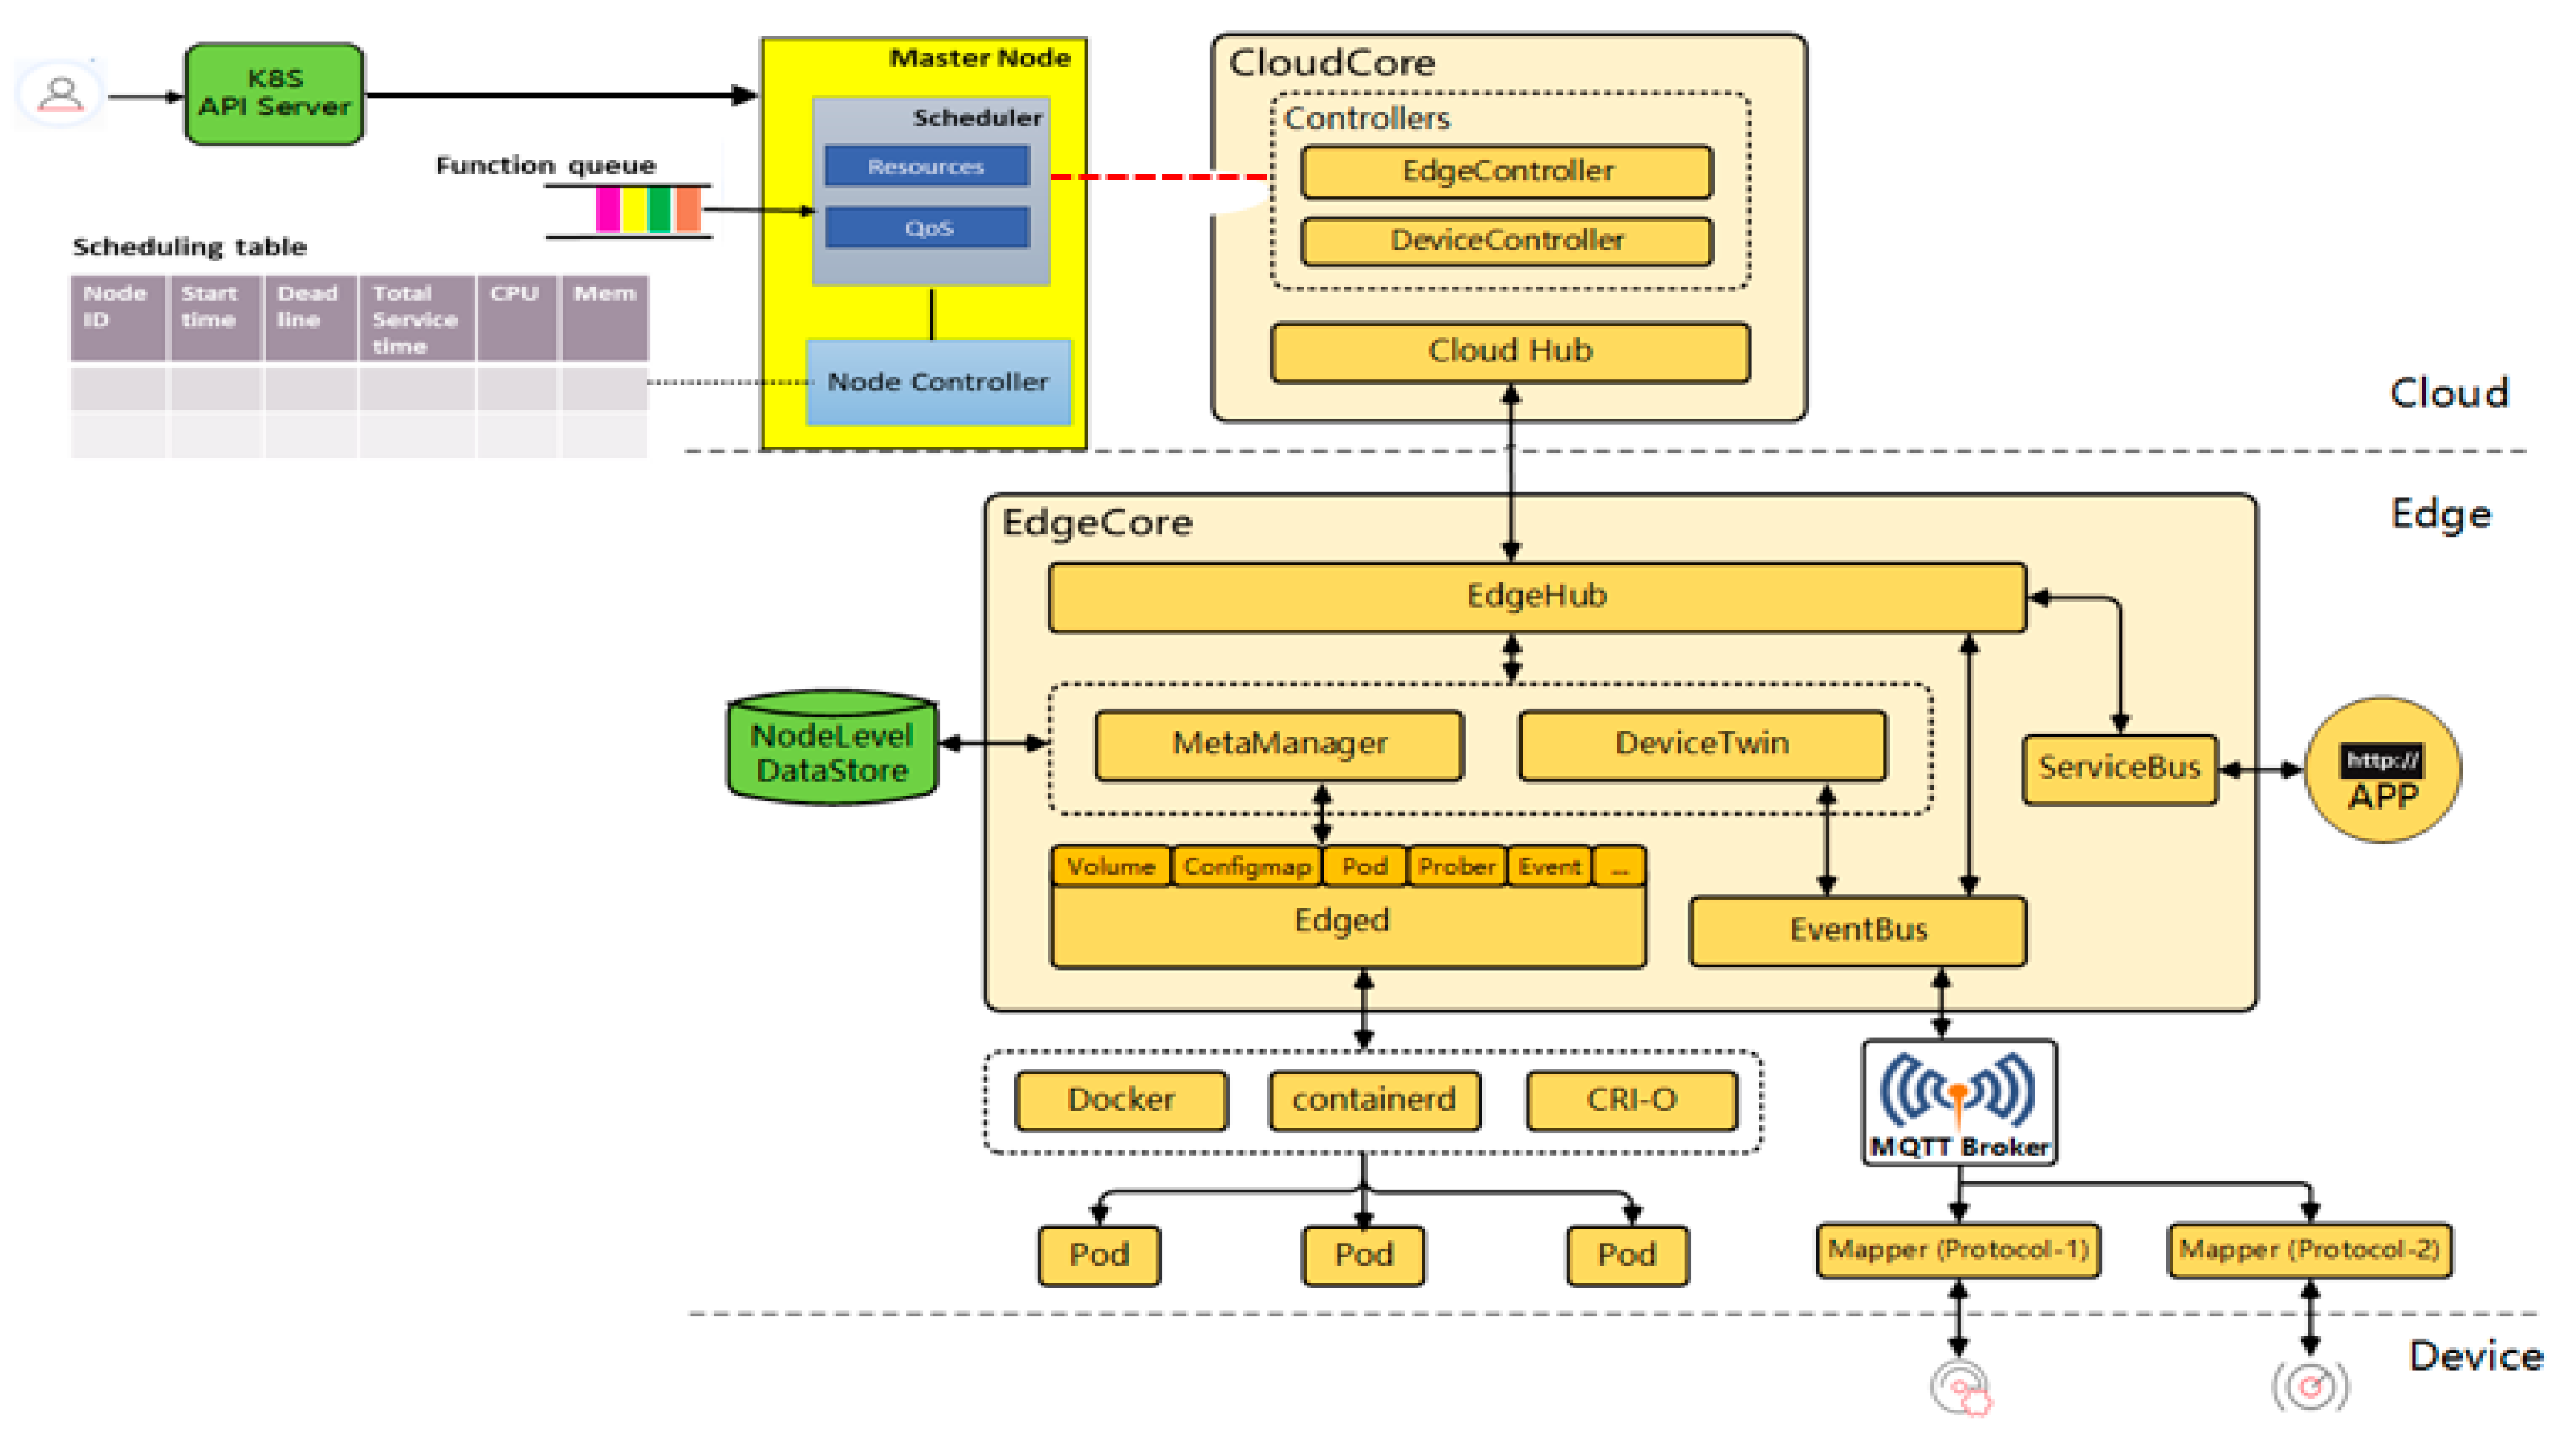 K8S
API Server
Master Node
Scheduler
Resources
QoS
Node Controller
Function queue
Scheduling table
Node
ID
Start
time
Dead
line
Total
Service
time
CPU
Mem
CloudCore
Controllers
EdgeController
DeviceController
Cloud Hub
Cloud
Edge
EdgeCore
EdgeHub
NodeLevel
DataStore
MetaManager
DeviceTwin
ServiceBus
http://
APP
Volume
Configmap
Pod
Prober
Event
...
Edged
EventBus
Docker
containerd
CRI-O
MQTT Broker
Pod
Pod
Pod
Mapper (Protocol-1)
Mapper (Protocol-2)
Device